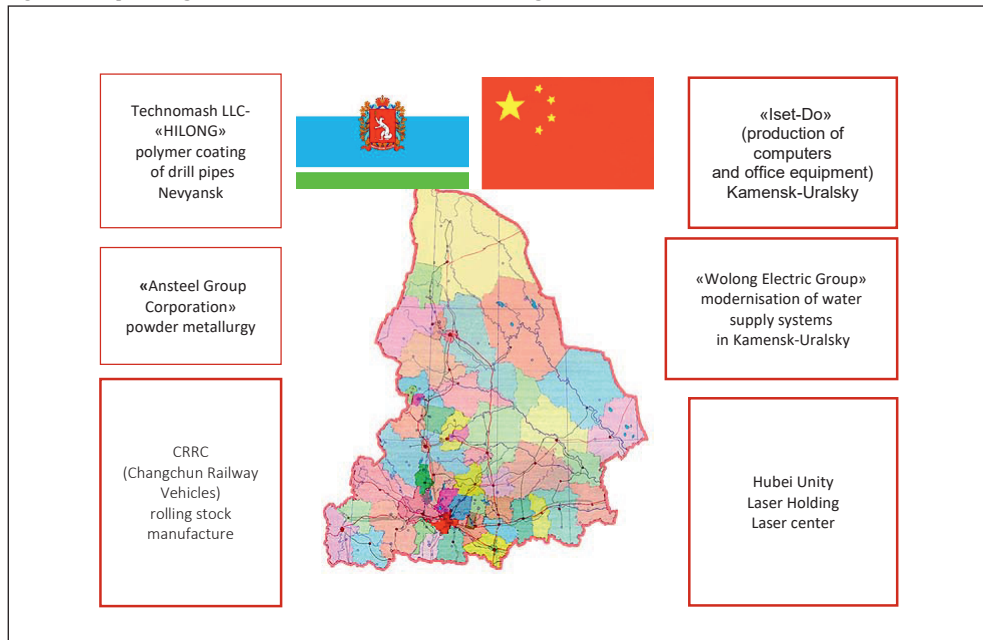 Technomash LLC-
«HILONG»
polymer coating
of drill pipes
Nevyansk
«Ansteel Group
Corporation»
powder metallurgy
CRRC
(Changchun Railway
Vehicles)
rolling stock
manufacture
«Iset-Do»
(production of
computers
and office equipment)
Kamensk-Uralsky
«Wolong Electric Group»
modernisation of water
supply systems
in Kamensk-Uralsky
Hubei Unity
Laser Holding
Laser center